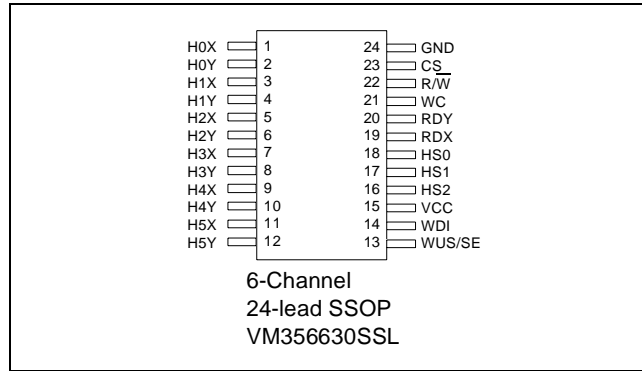 H0X 1 24 GND
H0Y 2 23 CS
H1X 3 22 R/W̅
H1Y 4 21 WC
H2X 5 20 RDY
H2Y 6 19 RDX
H3X 7 18 HS0
H3Y 8 17 HS1
H4X 9 16 HS2
H4Y 10 15 VCC
H5X 11 14 WDI
H5Y 12 13 WUS/SE
6-Channel
24-lead SSOP
VM356630SSL